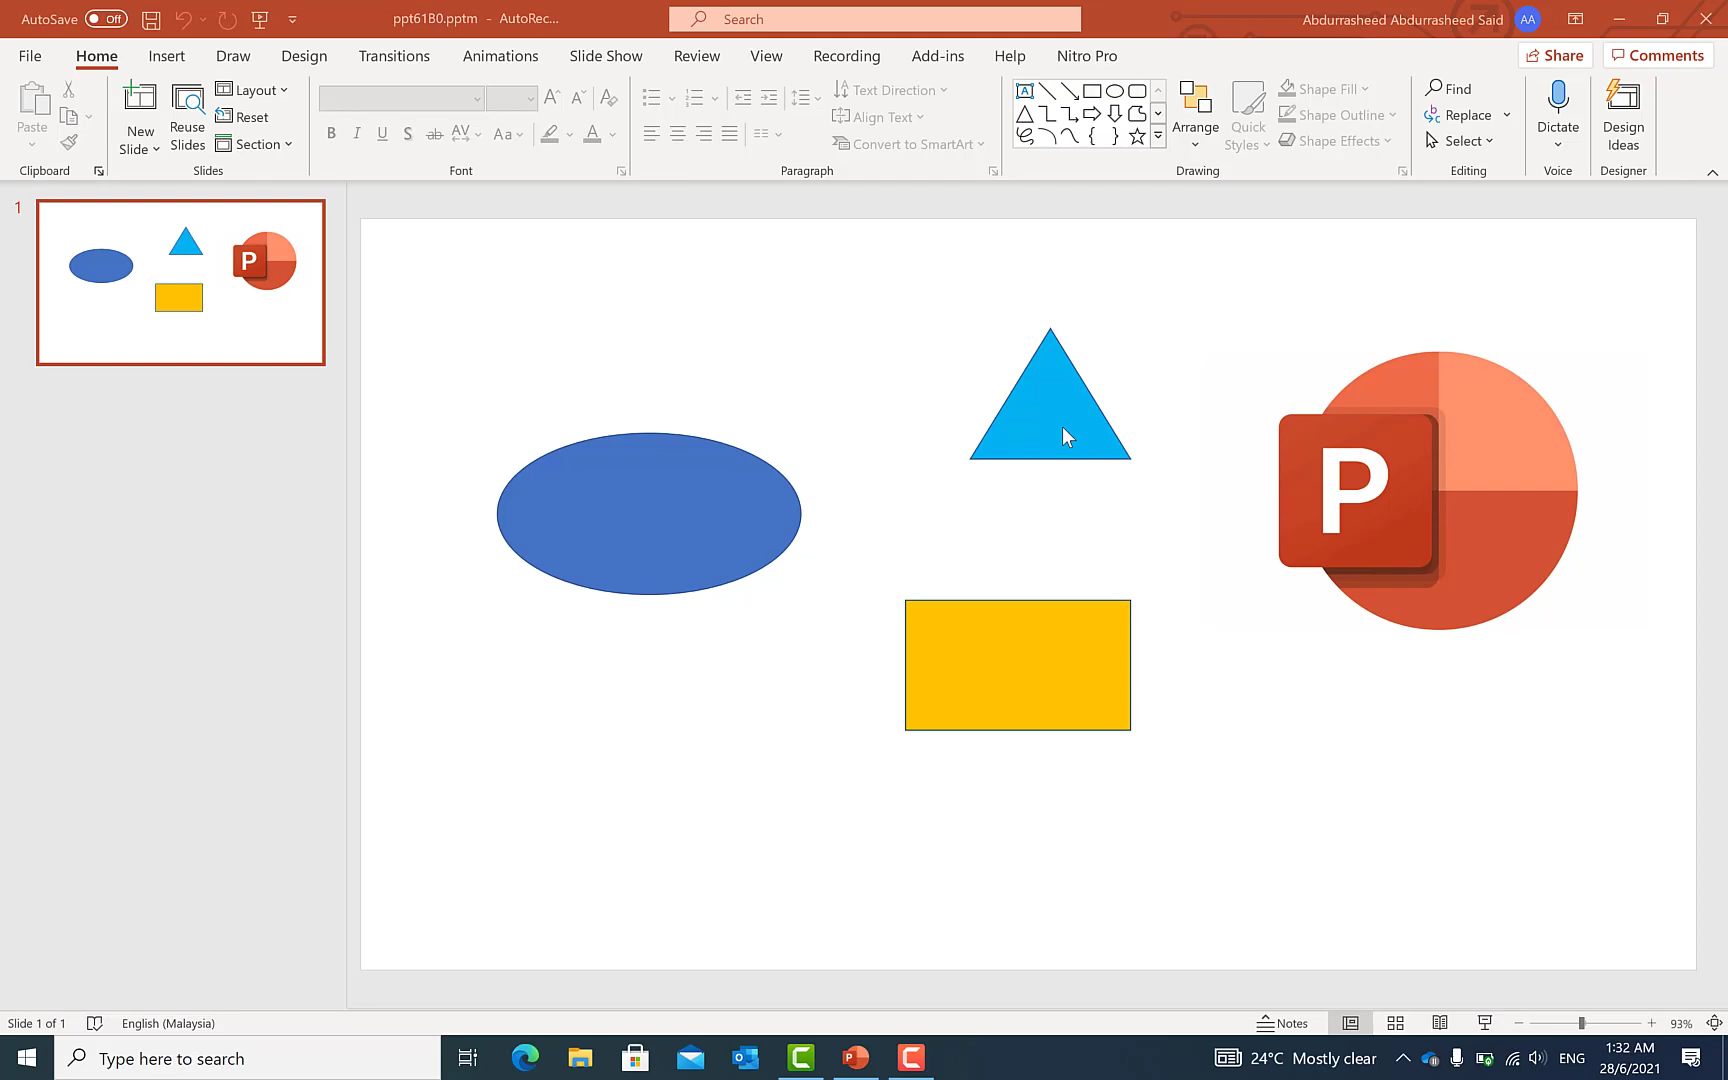 AutoSave Off ppt61B0.pptm - AutoRec... Search Abdurrasheed Abdurrasheed Said AA
File Home Insert Draw Design Transitions Animations Slide Show Review View Recording Add-ins Help Nitro Pro Share Comments
Paste
New Slide
Reuse Slides
Layout
Reset
Section
B I U S ab AV Aa A
Text Direction
Align Text
Convert to SmartArt
Arrange
Quick Styles
Shape Fill
Shape Outline
Shape Effects
Find
Replace
Select
Dictate
Design Ideas
Clipboard Slides Font Paragraph Drawing Editing Voice Designer
1
P
P
Slide 1 of 1 English (Malaysia) Notes 93%
Type here to search 24°C Mostly clear ENG 1:32 AM
28/6/2021